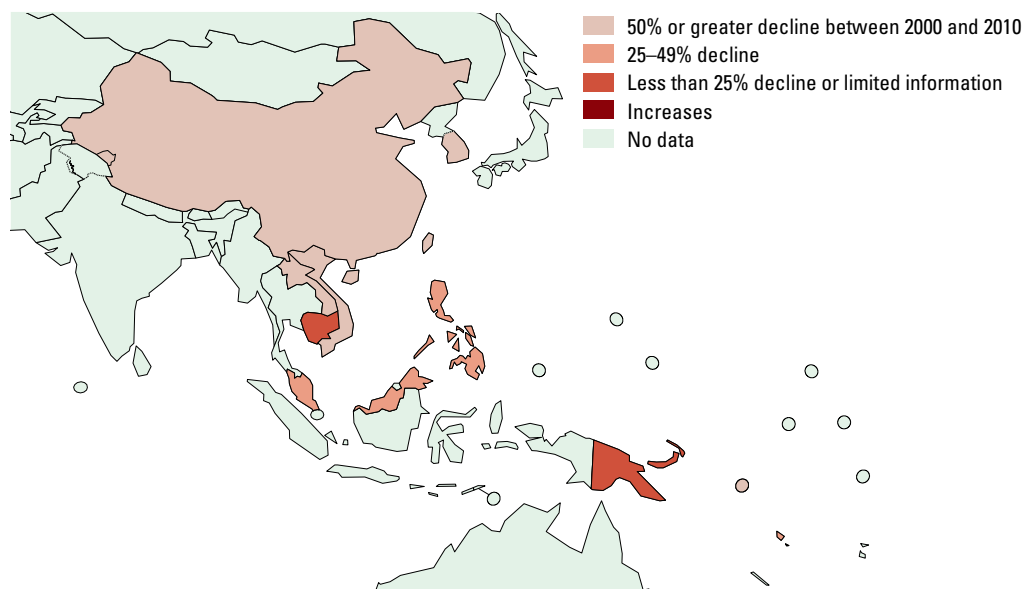 50% or greater decline between 2000 and 2010
25–49% decline
Less than 25% decline or limited information
Increases
No data